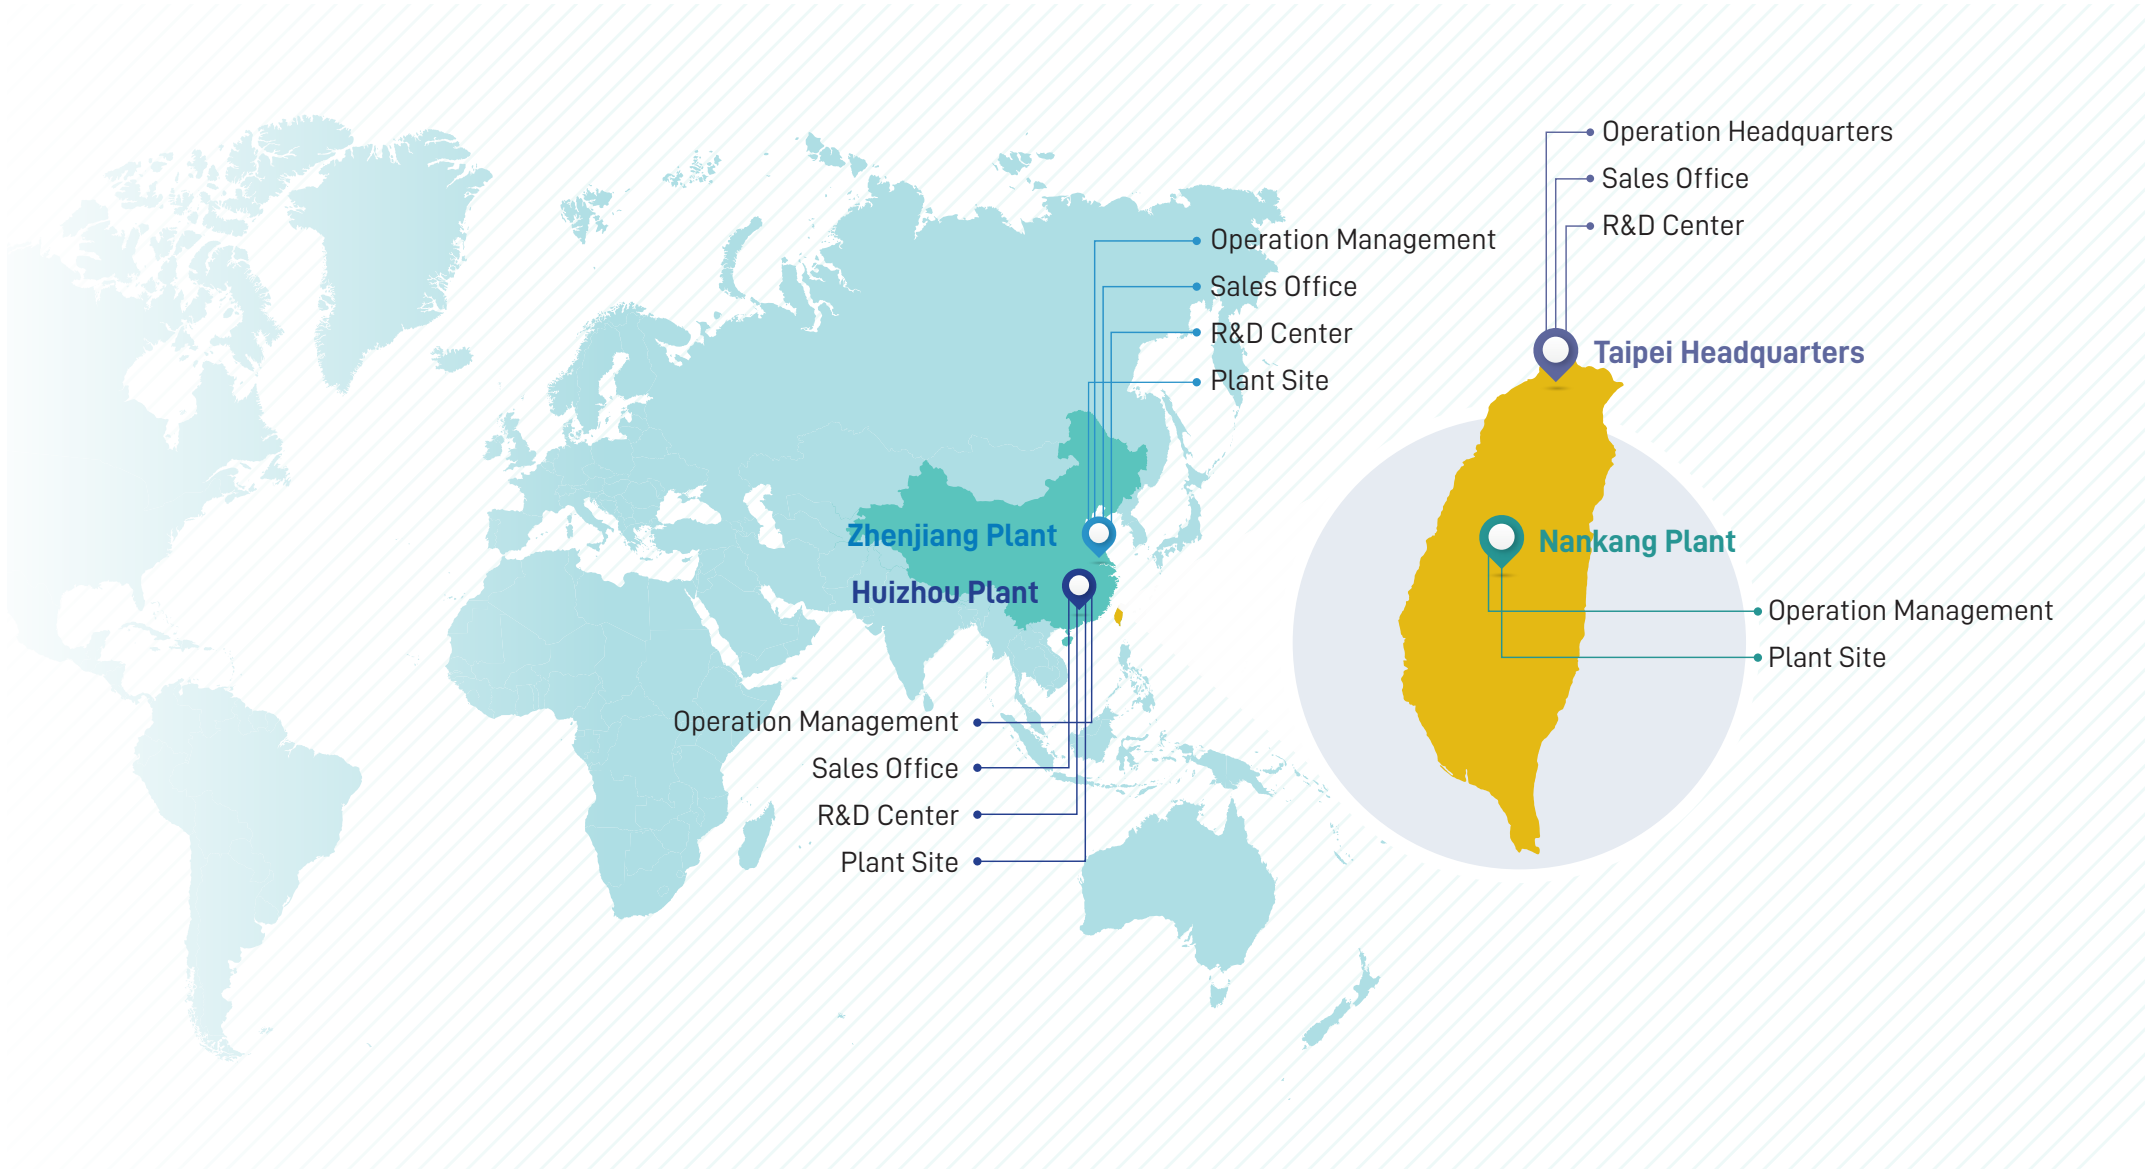 Operation Headquarters
Sales Office
R&D Center
Taipei Headquarters
Operation Management
Sales Office
R&D Center
Plant Site
Zhenjiang Plant
Huizhou Plant
Operation Management
Sales Office
R&D Center
Plant Site
Nankang Plant
Operation Management
Plant Site